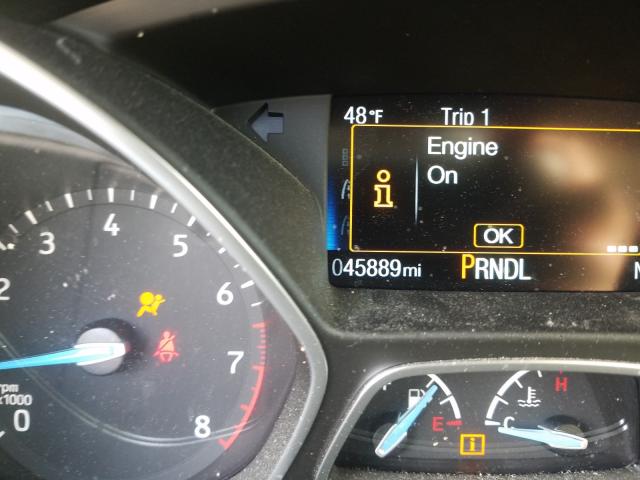 48°F Trip 1
Engine
On
i
OK
045889mi PRNDL
3 4 5 6 7 8
2
rpm
x1000
0
E
i
C H